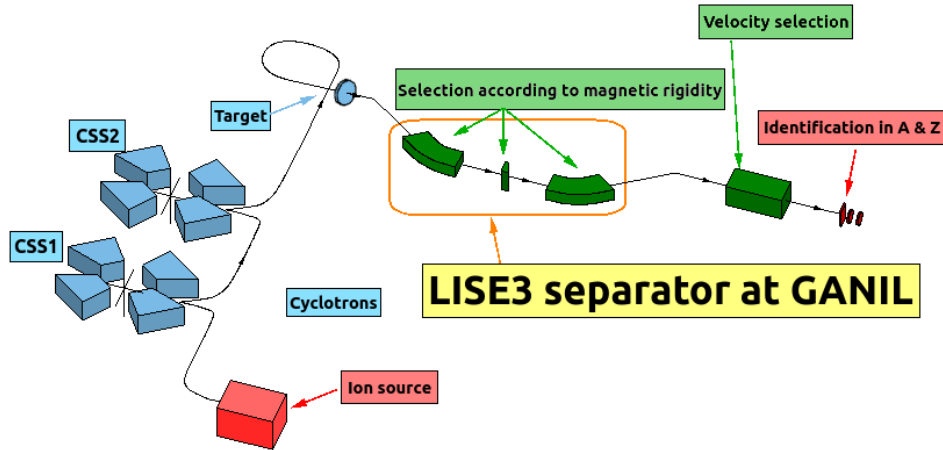 Velocity selection
Selection according to magnetic rigidity
Target
Identification in A & Z
CSS2
CSS1
LISE3 separator at GANIL
Cyclotrons
Ion source